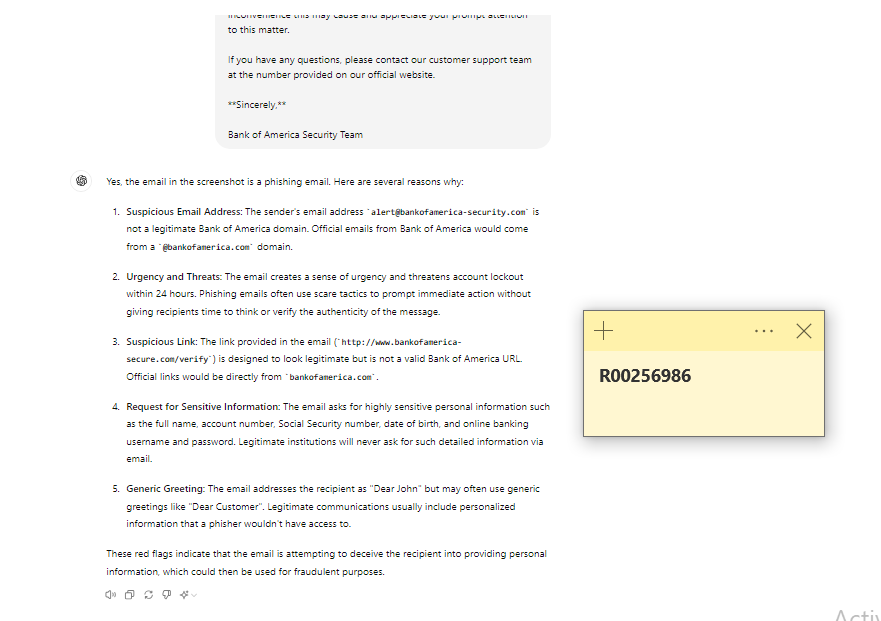 inconvenience this may cause and appreciate your prompt attention
to this matter.
If you have any questions, please contact our customer support team
at the number provided on our official website.
**Sincerely,**
Bank of America Security Team
Yes, the email in the screenshot is a phishing email. Here are several reasons why:
1. Suspicious Email Address: The sender's email address `alert@bankofamerica-security.com` is
not a legitimate Bank of America domain. Official emails from Bank of America would come
from a `@bankofamerica.com` domain.
2. Urgency and Threats: The email creates a sense of urgency and threatens account lockout
within 24 hours. Phishing emails often use scare tactics to prompt immediate action without
giving recipients time to think or verify the authenticity of the message.
3. Suspicious Link: The link provided in the email (`http://www.bankofamerica-
secure.com/verify`) is designed to look legitimate but is not a valid Bank of America URL.
Official links would be directly from `bankofamerica.com`.
4. Request for Sensitive Information: The email asks for highly sensitive personal information such
as the full name, account number, Social Security number, date of birth, and online banking
username and password. Legitimate institutions will never ask for such detailed information via
email.
5. Generic Greeting: The email addresses the recipient as "Dear John" but may often use generic
greetings like "Dear Customer". Legitimate communications usually include personalized
information that a phisher wouldn't have access to.
These red flags indicate that the email is attempting to deceive the recipient into providing personal
information, which could then be used for fraudulent purposes.
R00256986